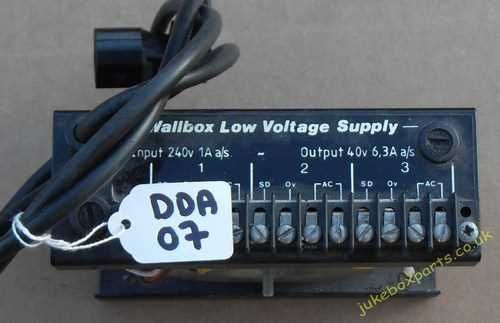 Wallbox Low Voltage Supply
Input 240v 1A a/s ~ Output 40v 6,3A a/s
1 2 3
AC SD 0v AC SD 0v AC
DDA
07
jukeboxparts.co.uk